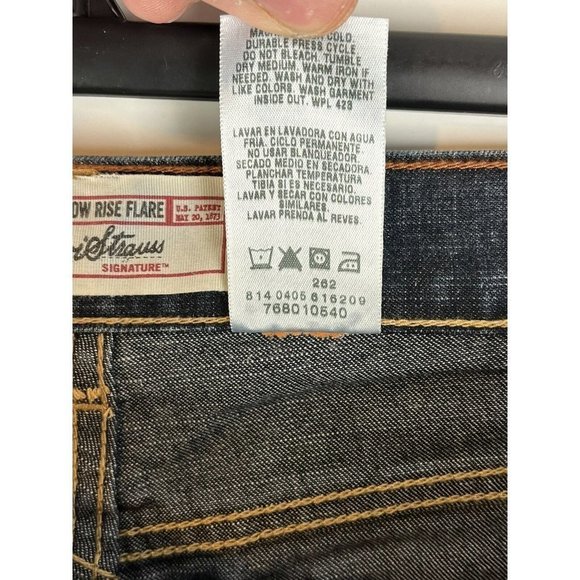 COLD.
DURABLE PRESS CYCLE
DO NOT BLEACH. TUMBLE
DRY MEDIUM. WARM IRON IF
NEEDED. WASH AND DRY WITH
LIKE COLORS. WASH GARMENT
INSIDE OUT. WPL 423
LAVAR EN LAVADORA CON AGUA
FRIA. CICLO PERMANENTE.
NO USAR BLANQUEADOR.
SECADO MEDIO EN SECADORA.
PLANCHAR TEMPERATURA
TIBIA SI ES NECESARIO.
LAVAR Y SECAR CON COLORES
SIMILARES.
LAVAR PRENDA AL REVES.
262
814 0405 616209
768010540
OW RISE FLARE
U.S. PATENT
MAY 20, 1873
i Strauss
SIGNATURE™